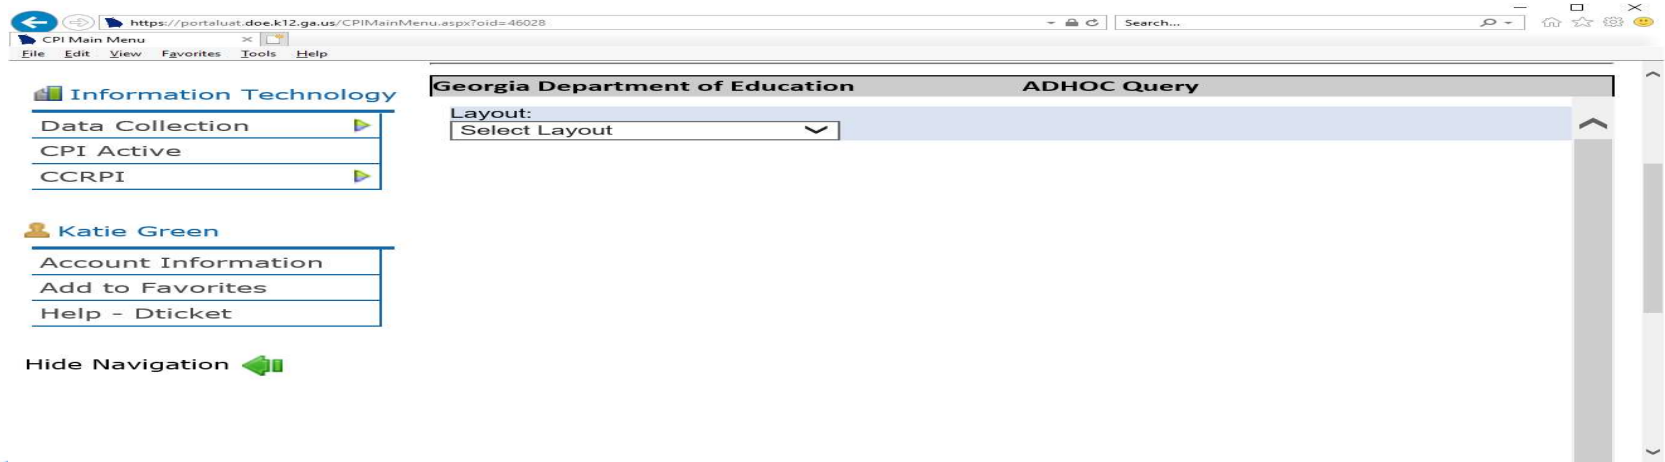 https://portaluat.doe.k12.ga.us/CPIMainMenu.aspx?oid=46028
Search...
CPI Main Menu
File Edit View Favorites Tools Help
Georgia Department of Education ADHOC Query
Information Technology
Layout:
Data Collection
Select Layout
CPI Active
CCRPI
Katie Green
Account Information
Add to Favorites
Help - Dticket
Hide Navigation